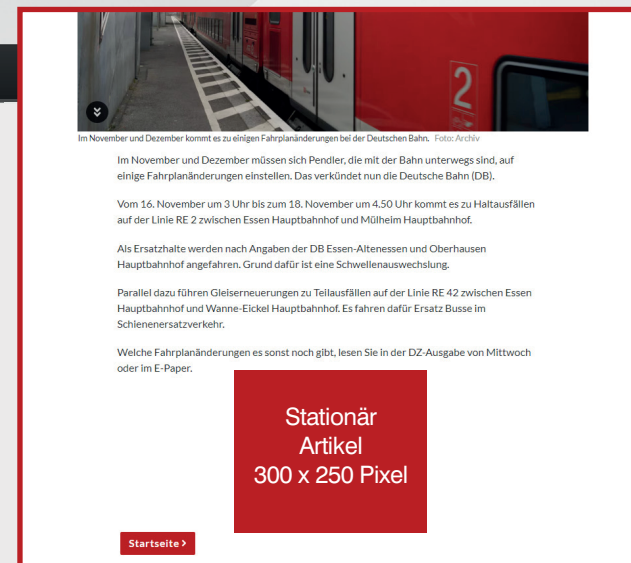 2
Im November und Dezember kommt es zu einigen Fahrplanänderungen bei der Deutschen Bahn. Foto: Archiv
Im November und Dezember müssen sich Pendler, die mit der Bahn unterwegs sind, auf
einige Fahrplanänderungen einstellen. Das verkündet nun die Deutsche Bahn (DB).
Vom 16. November um 3 Uhr bis zum 18. November um 4.50 Uhr kommt es zu Haltausfällen
auf der Linie RE 2 zwischen Essen Hauptbahnhof und Mülheim Hauptbahnhof.
Als Ersatzhalte werden nach Angaben der DB Essen-Altenessen und Oberhausen
Hauptbahnhof angefahren. Grund dafür ist eine Schwellenauswechslung.
Parallel dazu führen Gleiserneuerungen zu Teilausfällen auf der Linie RE 42 zwischen Essen
Hauptbahnhof und Wanne-Eickel Hauptbahnhof. Es fahren dafür Ersatz Busse im
Schienenersatzverkehr.
Welche Fahrplanänderungen es sonst noch gibt, lesen Sie in der DZ-Ausgabe von Mittwoch
oder im E-Paper.
Stationär
Artikel
300 x 250 Pixel
Startseite >